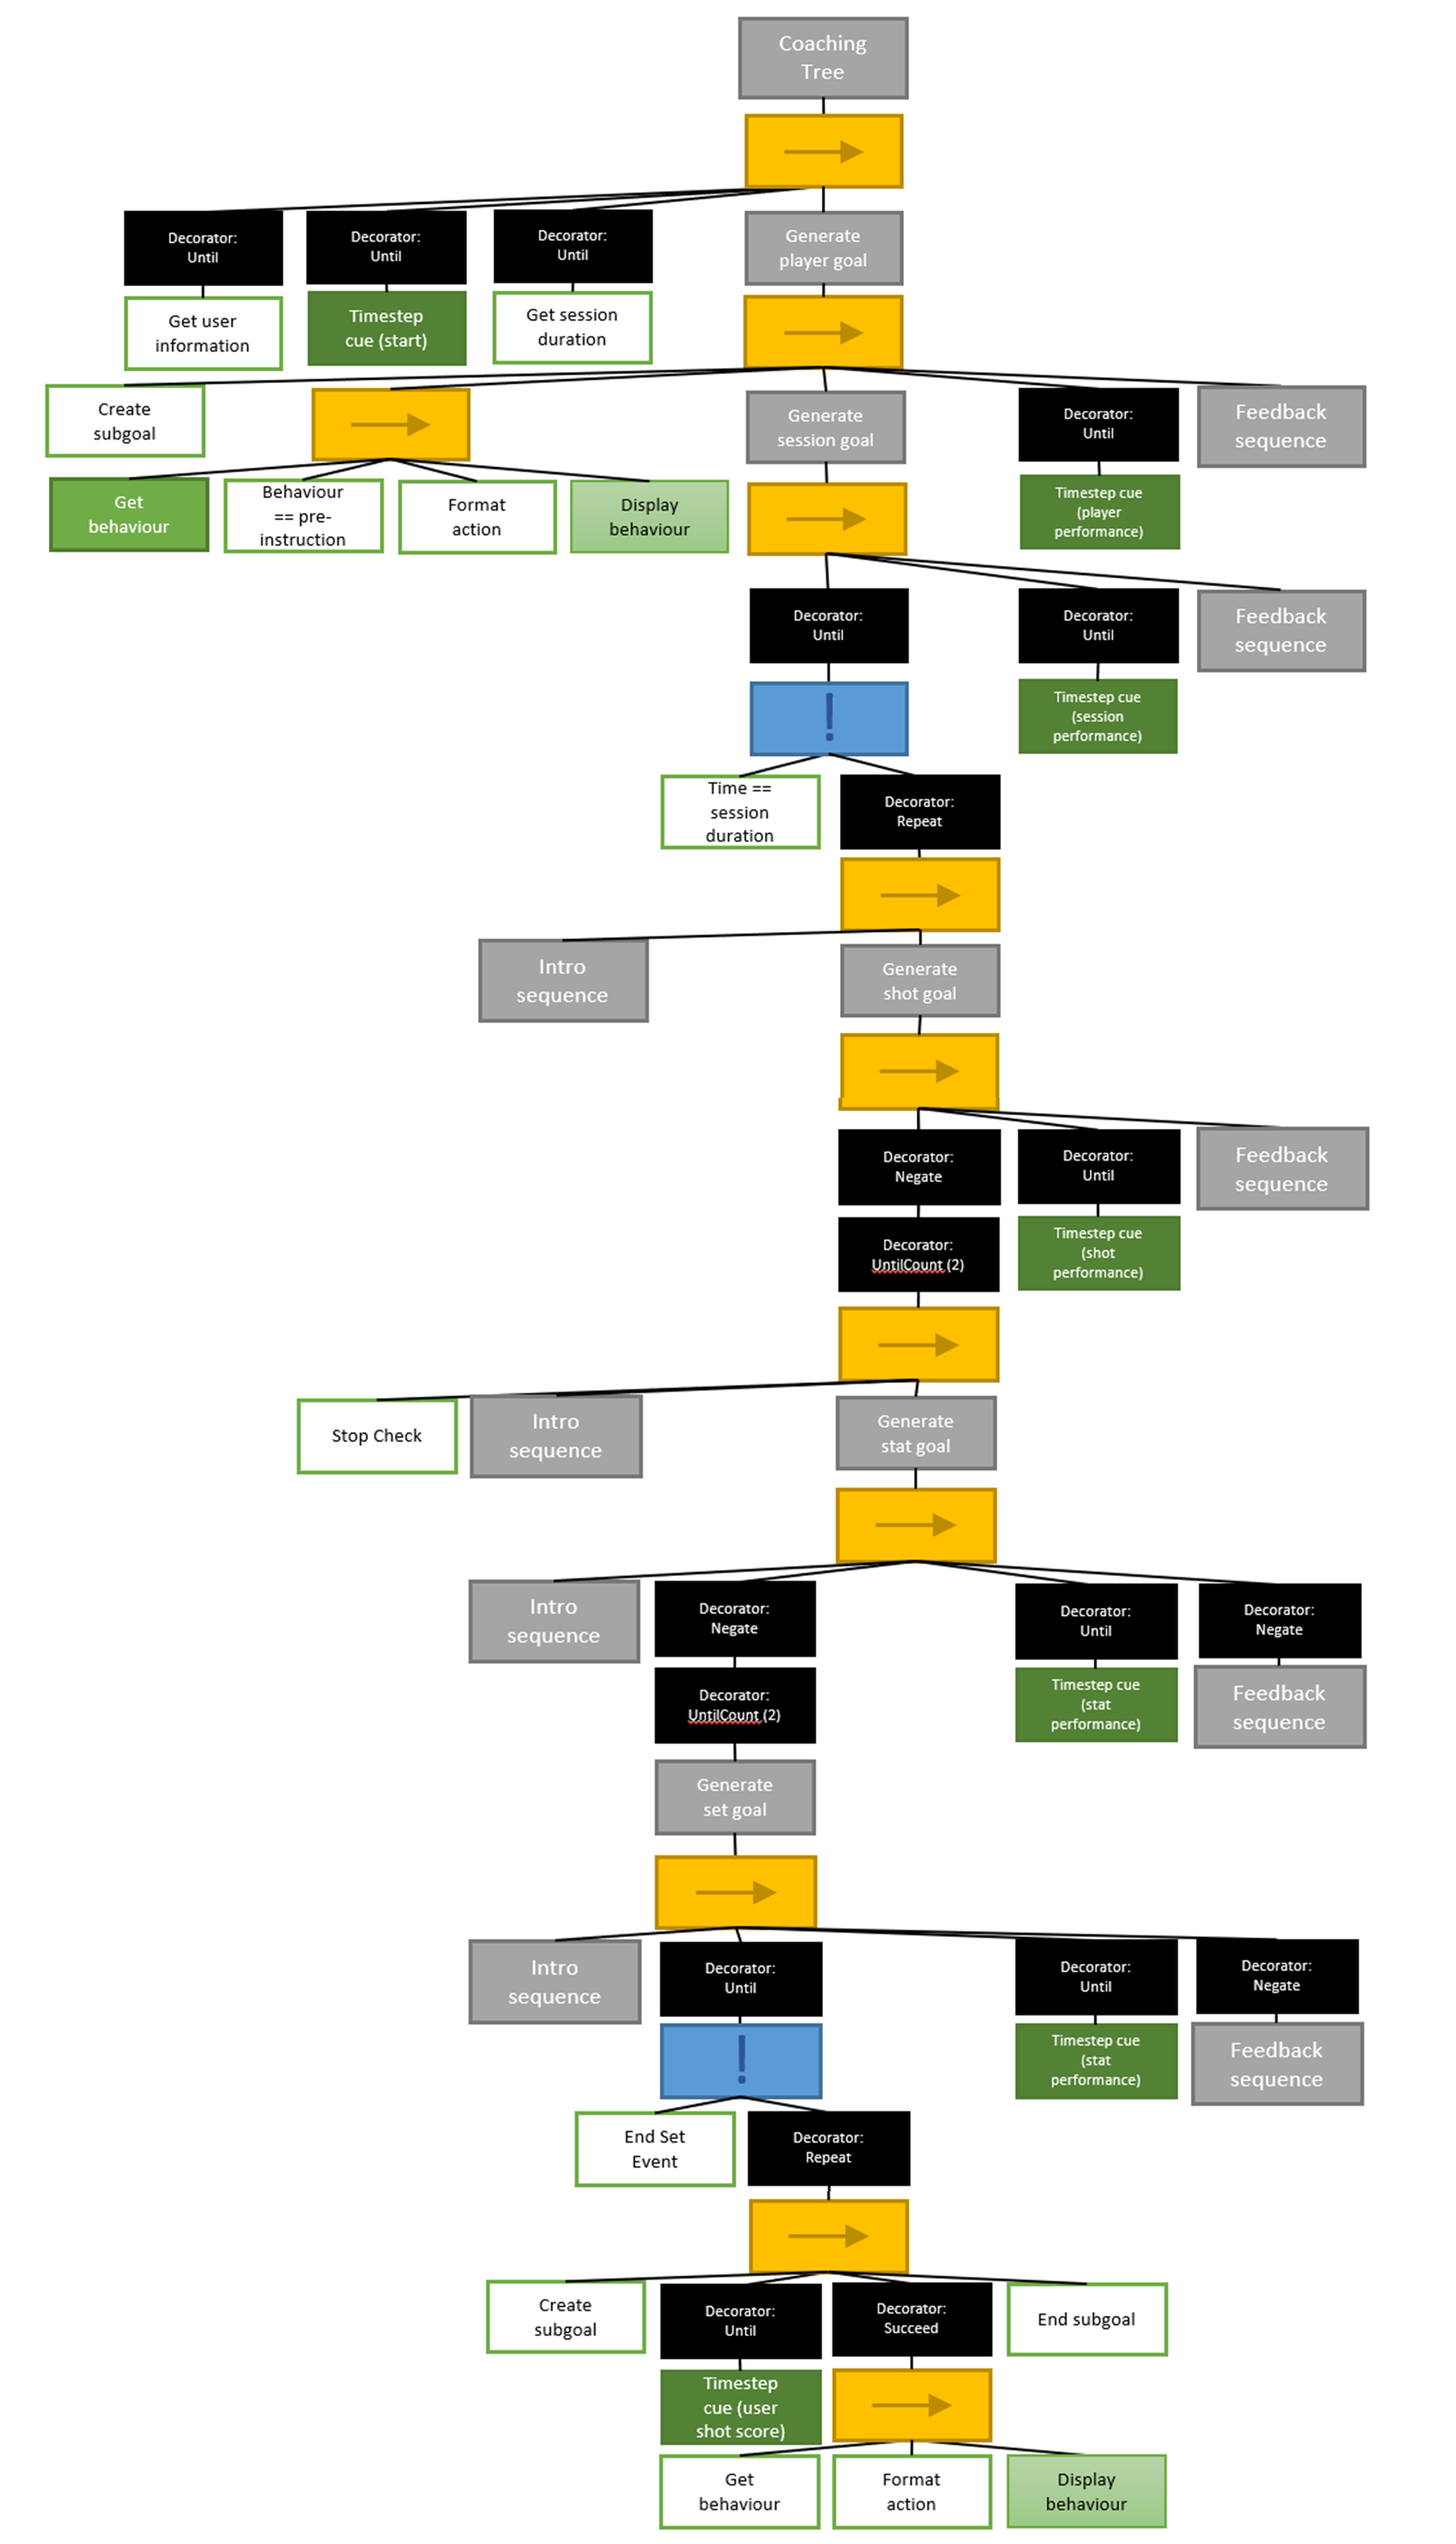 Coaching
Tree
Decorator:
Until
Decorator:
Until
Decorator:
Until
Generate
player goal
Get user
information
Timestep
cue (start)
Get session
duration
Create
subgoal
Generate
session goal
Decorator:
Until
Feedback
sequence
Get
behaviour
Behaviour
== pre-
instruction
Format
action
Display
behaviour
Timestep cue
(player
performance)
Decorator:
Until
Decorator:
Until
Feedback
sequence
!
Timestep cue
(session
performance)
Time ==
session
duration
Decorator:
Repeat
Intro
sequence
Generate
shot goal
Decorator:
Negate
Decorator:
Until
Feedback
sequence
Decorator:
UntilCount (2)
Timestep cue
(shot
performance)
Stop Check
Intro
sequence
Generate
stat goal
Intro
sequence
Decorator:
Negate
Decorator:
Until
Decorator:
Negate
Decorator:
UntilCount (2)
Timestep cue
(stat
performance)
Feedback
sequence
Generate
set goal
Intro
sequence
Decorator:
Until
Decorator:
Until
Decorator:
Negate
!
Timestep cue
(stat
performance)
Feedback
sequence
End Set
Event
Decorator:
Repeat
Create
subgoal
Decorator:
Until
Decorator:
Succeed
End subgoal
Timestep
cue (user
shot score)
Get
behaviour
Format
action
Display
behaviour